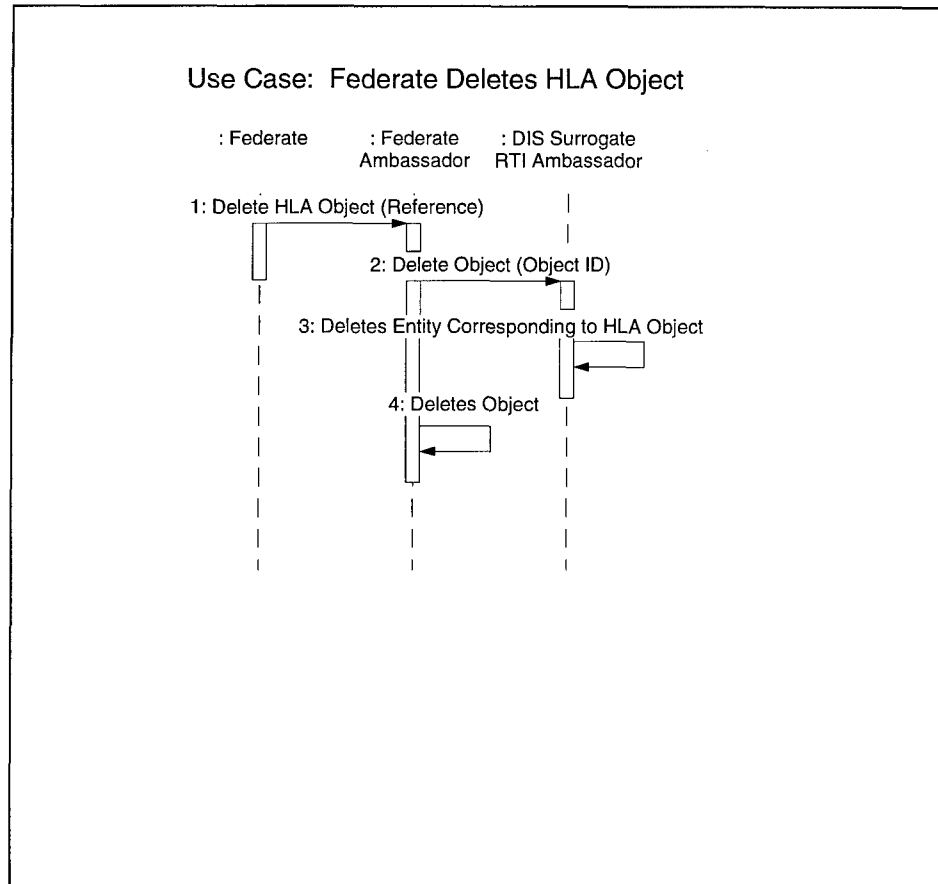 Use Case: Federate Deletes HLA Object
: Federate
: Federate
Ambassador
: DIS Surrogate
RTI Ambassador
1: Delete HLA Object (Reference)
2: Delete Object (Object ID)
3: Deletes Entity Corresponding to HLA Object
4: Deletes Object